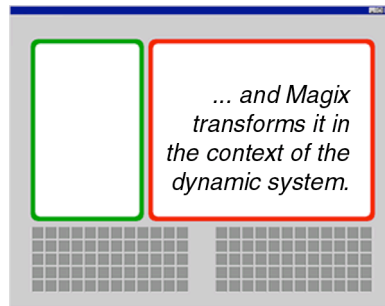 ... and Magix
transforms it in
the context of the
dynamic system.